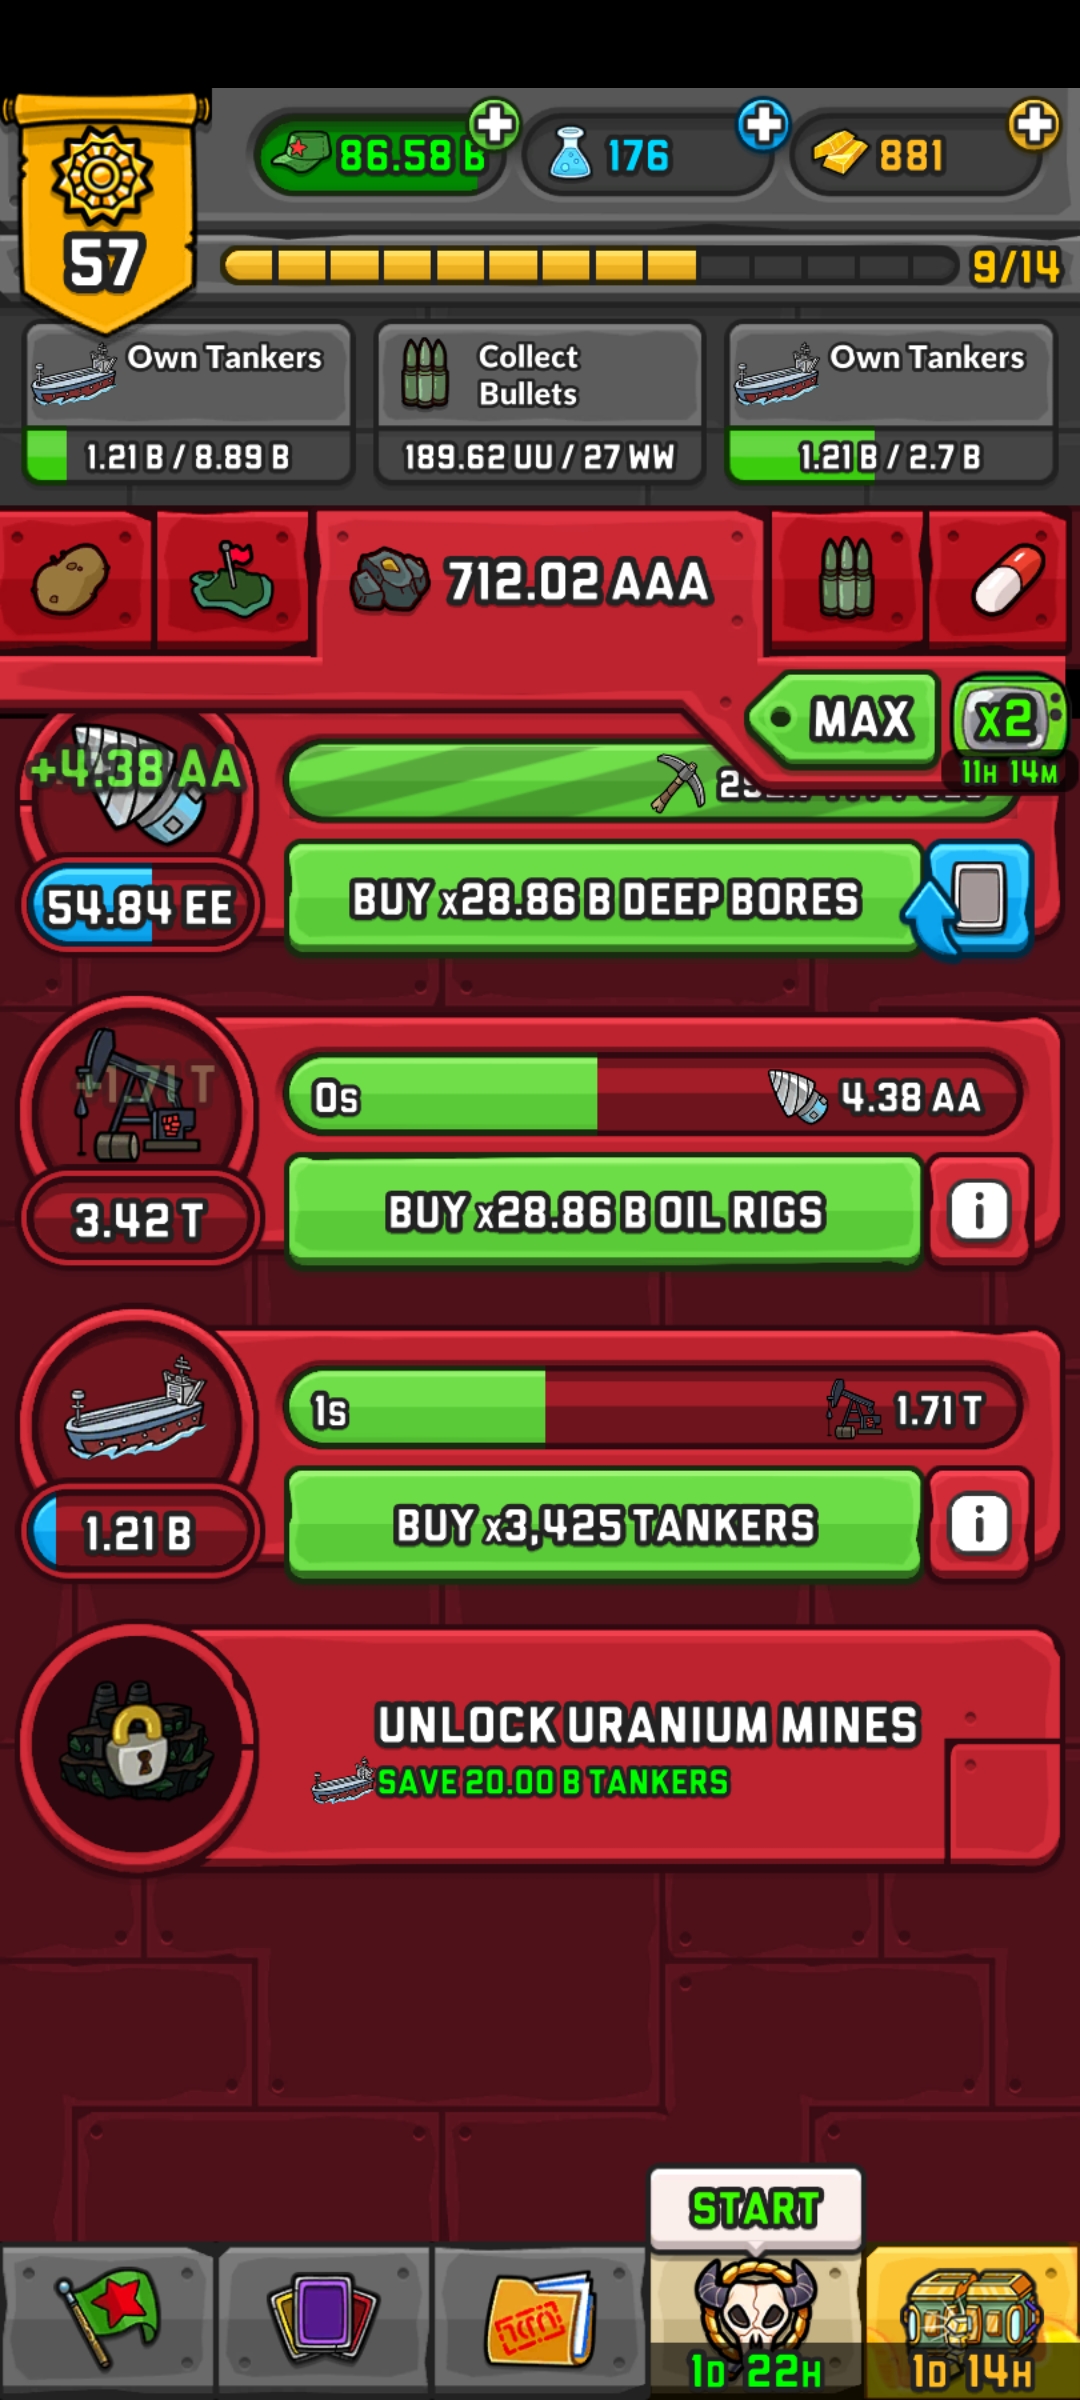 86.58 B
176
881
57
9/14
Own Tankers
1.21 B / 8.89 B
Collect
Bullets
189.62 UU / 27 WW
Own Tankers
1.21 B / 2.7 B
712.02 AAA
MAX
x2
11H 14M
+4.38 AA
54.84 EE
BUY x28.86 B DEEP BORES
+1.71 T
0s
4.38 AA
3.42 T
BUY x28.86 B OIL RIGS
i
1s
1.71 T
1.21 B
BUY x3,425 TANKERS
i
UNLOCK URANIUM MINES
SAVE 20.00 B TANKERS
START
1D 22H
1D 14H